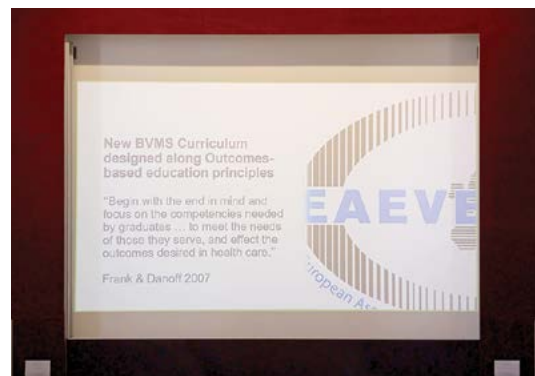 New BVMS Curriculum
designed along Outcomes-
based education principles
"Begin with the end in mind and
focus on the competencies needed
by graduates … to meet the needs
of those they serve, and effect the
outcomes desired in health care."
Frank & Danoff 2007
EAEVE
uropean Ass